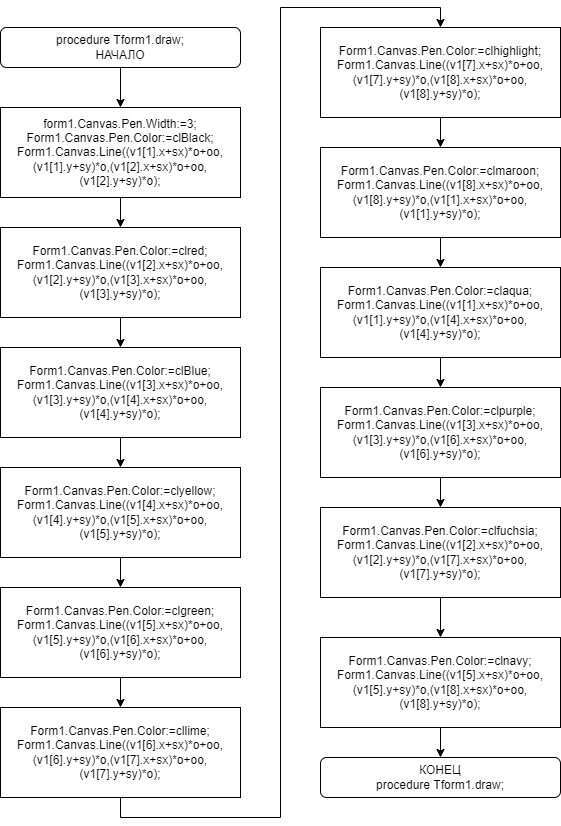 procedure Tform1.draw;
НАЧАЛО
form1.Canvas.Pen.Width:=3;
Form1.Canvas.Pen.Color:=clBlack;
Form1.Canvas.Line((v1[1].x+sx)*o+oo,
(v1[1].y+sy)*o,(v1[2].x+sx)*o+oo,
(v1[2].y+sy)*o);
Form1.Canvas.Pen.Color:=clred;
Form1.Canvas.Line((v1[2].x+sx)*o+oo,
(v1[2].y+sy)*o,(v1[3].x+sx)*o+oo,
(v1[3].y+sy)*o);
Form1.Canvas.Pen.Color:=clBlue;
Form1.Canvas.Line((v1[3].x+sx)*o+oo,
(v1[3].y+sy)*o,(v1[4].x+sx)*o+oo,
(v1[4].y+sy)*o);
Form1.Canvas.Pen.Color:=clyellow;
Form1.Canvas.Line((v1[4].x+sx)*o+oo,
(v1[4].y+sy)*o,(v1[5].x+sx)*o+oo,
(v1[5].y+sy)*o);
Form1.Canvas.Pen.Color:=clgreen;
Form1.Canvas.Line((v1[5].x+sx)*o+oo,
(v1[5].y+sy)*o,(v1[6].x+sx)*o+oo,
(v1[6].y+sy)*o);
Form1.Canvas.Pen.Color:=cllime;
Form1.Canvas.Line((v1[6].x+sx)*o+oo,
(v1[6].y+sy)*o,(v1[7].x+sx)*o+oo,
(v1[7].y+sy)*o);
Form1.Canvas.Pen.Color:=clhighlight;
Form1.Canvas.Line((v1[7].x+sx)*o+oo,
(v1[7].y+sy)*o,(v1[8].x+sx)*o+oo,
(v1[8].y+sy)*o);
Form1.Canvas.Pen.Color:=clmaroon;
Form1.Canvas.Line((v1[8].x+sx)*o+oo,
(v1[8].y+sy)*o,(v1[1].x+sx)*o+oo,
(v1[1].y+sy)*o);
Form1.Canvas.Pen.Color:=claqua;
Form1.Canvas.Line((v1[1].x+sx)*o+oo,
(v1[1].y+sy)*o,(v1[4].x+sx)*o+oo,
(v1[4].y+sy)*o);
Form1.Canvas.Pen.Color:=clpurple;
Form1.Canvas.Line((v1[3].x+sx)*o+oo,
(v1[3].y+sy)*o,(v1[6].x+sx)*o+oo,
(v1[6].y+sy)*o);
Form1.Canvas.Pen.Color:=clfuchsia;
Form1.Canvas.Line((v1[2].x+sx)*o+oo,
(v1[2].y+sy)*o,(v1[7].x+sx)*o+oo,
(v1[7].y+sy)*o);
Form1.Canvas.Pen.Color:=clnavy;
Form1.Canvas.Line((v1[5].x+sx)*o+oo,
(v1[5].y+sy)*o,(v1[8].x+sx)*o+oo,
(v1[8].y+sy)*o);
КОНЕЦ
procedure Tform1.draw;